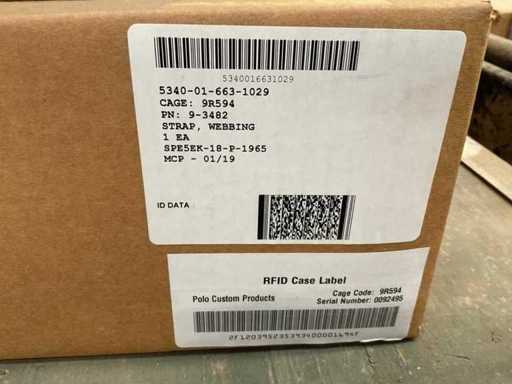 5340016631029
5340-01-663-1029
CAGE: 9R594
PN: 9-3482
STRAP, WEBBING
1 EA
SPE5EK-18-P-1965
MCP - 01/19
ID DATA
RFID Case Label
Polo Custom Products
Cage Code: 9R594
Serial Number: 0092495
2F120395235393400001694F